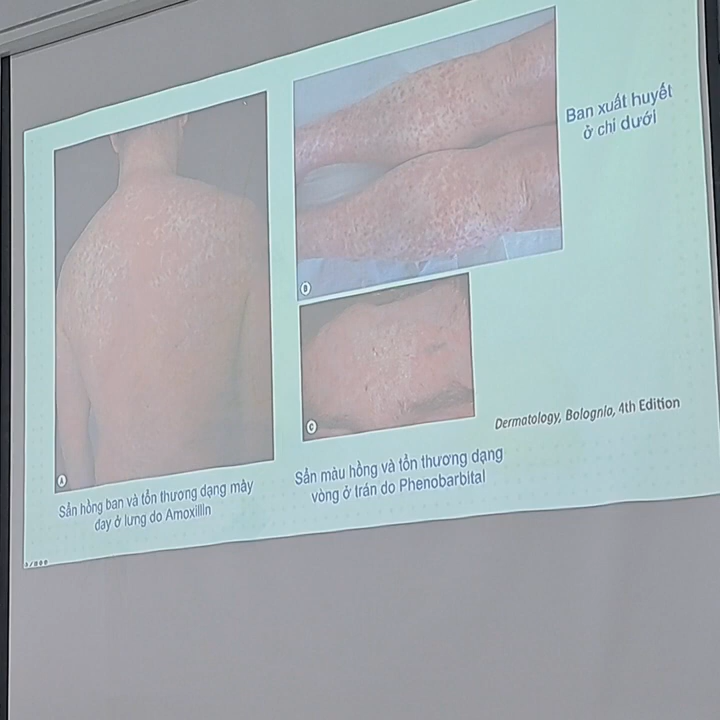 Ban xuất huyết
ở chi dưới
B
C
Dermatology, Bolognia, 4th Edition
A
Sẩn hồng ban và tổn thương dạng mày
đay ở lưng do Amoxillin
Sẩn màu hồng và tổn thương dạng
vòng ở trán do Phenobarbital